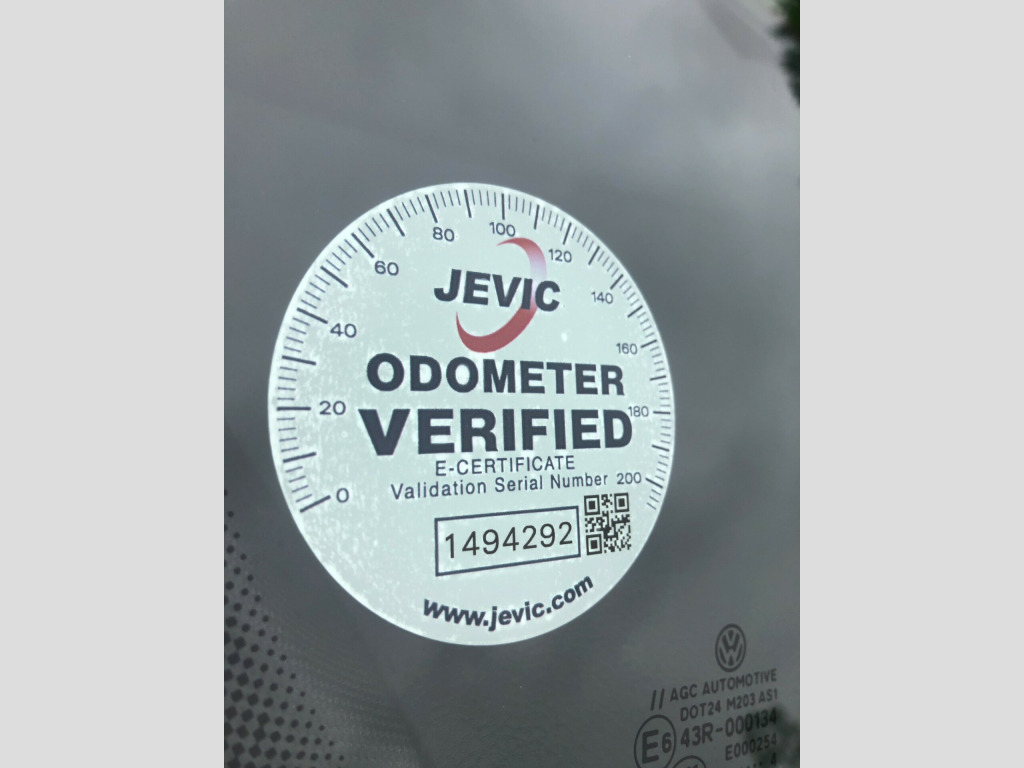 0
20
40
60
80
100
120
140
160
180
200
JEVIC
ODOMETER
VERIFIED
E-CERTIFICATE
Validation Serial Number
1494292
www.jevic.com
// AGC AUTOMOTIVE
DOT24 M203 AS1
E6 43R-000134
E000254